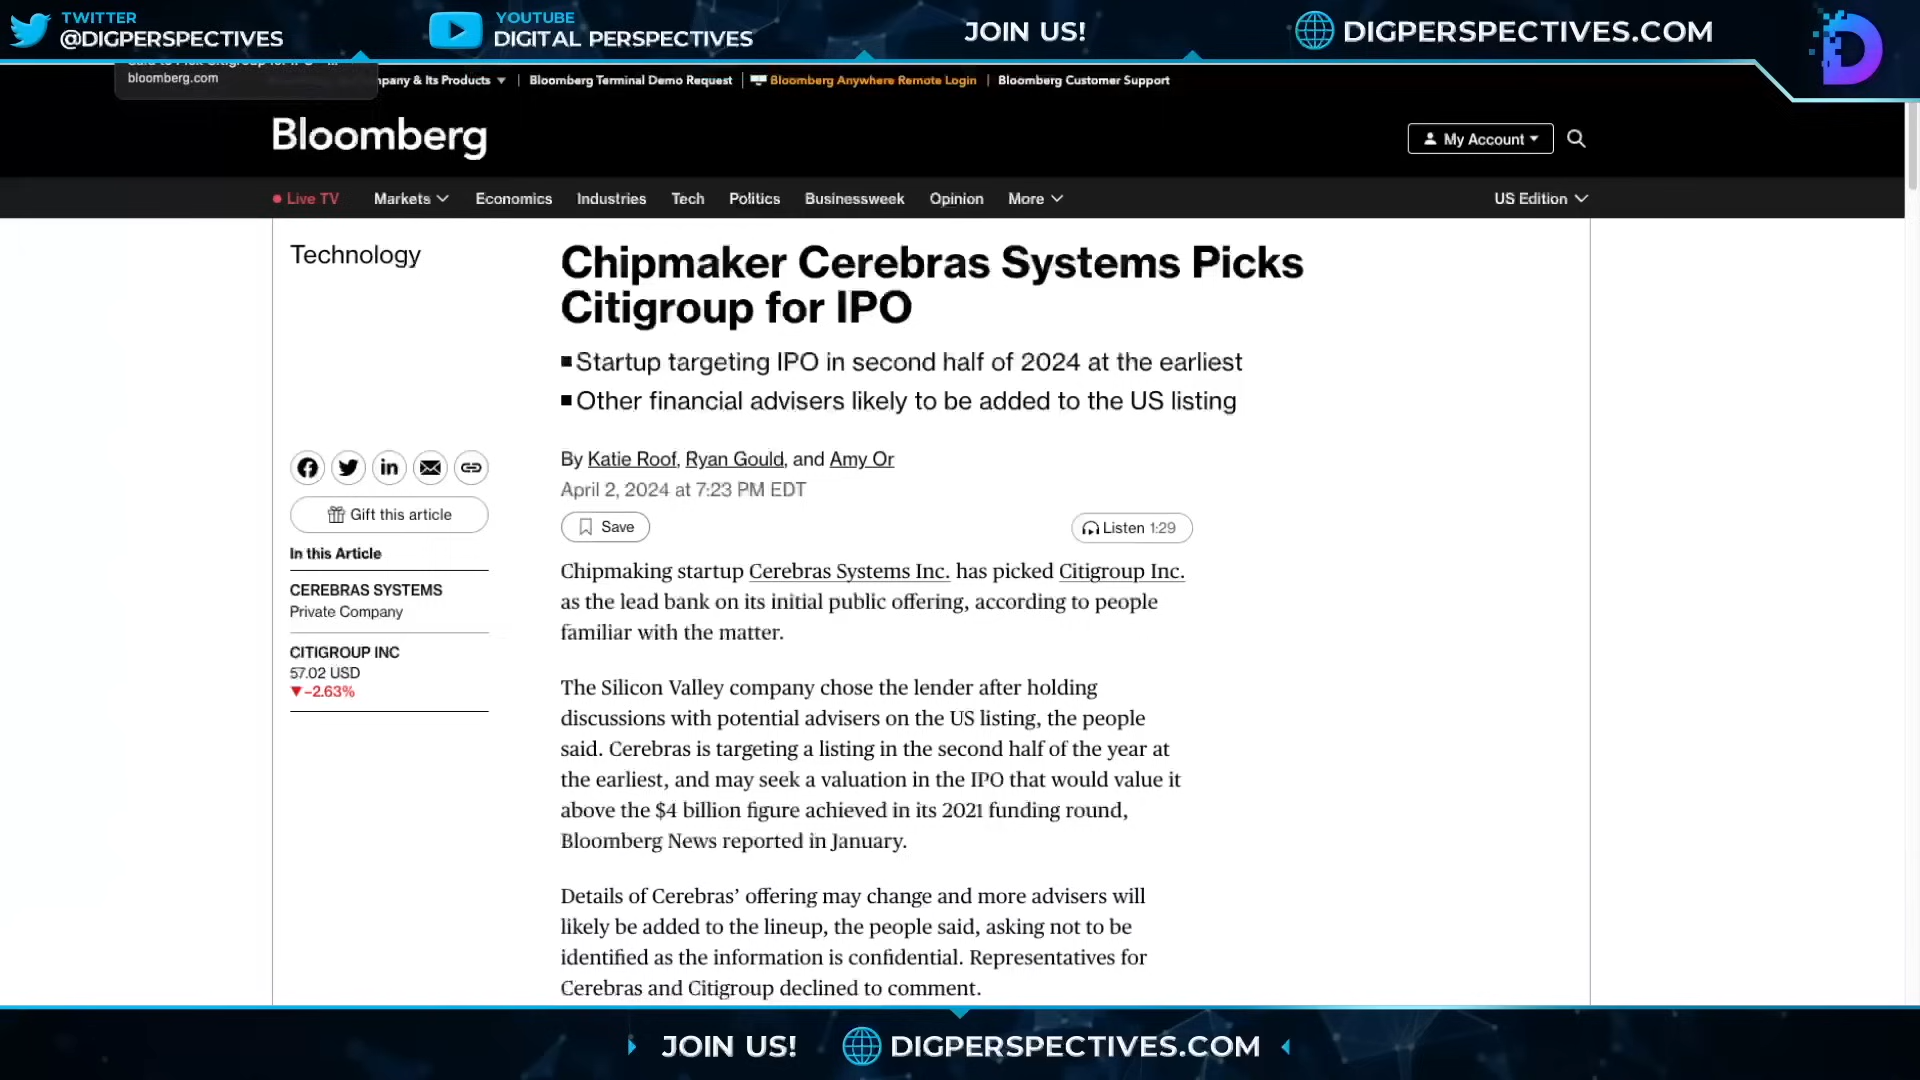 TWITTER
@DIGPERSPECTIVES
YOUTUBE
DIGITAL PERSPECTIVES
JOIN US!
DIGPERSPECTIVES.COM
bloomberg.com
mpany & Its Products
Bloomberg Terminal Demo Request
Bloomberg Anywhere Remote Login
Bloomberg Customer Support
Bloomberg
My Account
Live TV
Markets
Economics
Industries
Tech
Politics
Businessweek
Opinion
More
US Edition
Technology
Chipmaker Cerebras Systems Picks
Citigroup for IPO
Startup targeting IPO in second half of 2024 at the earliest
Other financial advisers likely to be added to the US listing
By Katie Roof, Ryan Gould, and Amy Or
April 2, 2024 at 7:23 PM EDT
Save
Listen 1:29
Gift this article
In this Article
CEREBRAS SYSTEMS
Private Company
CITIGROUP INC
57.02 USD
▼-2.63%
Chipmaking startup Cerebras Systems Inc. has picked Citigroup Inc.
as the lead bank on its initial public offering, according to people
familiar with the matter.
The Silicon Valley company chose the lender after holding
discussions with potential advisers on the US listing, the people
said. Cerebras is targeting a listing in the second half of the year at
the earliest, and may seek a valuation in the IPO that would value it
above the $4 billion figure achieved in its 2021 funding round,
Bloomberg News reported in January.
Details of Cerebras’ offering may change and more advisers will
likely be added to the lineup, the people said, asking not to be
identified as the information is confidential. Representatives for
Cerebras and Citigroup declined to comment.
JOIN US!
DIGPERSPECTIVES.COM